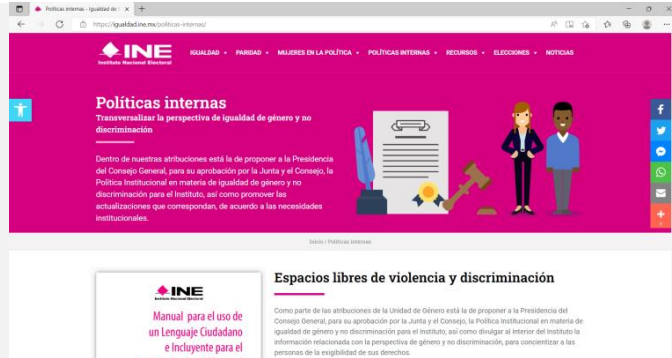 Políticas internas - Igualdad de
https://igualdad.ine.mx/politicas-internas/
INE
Instituto Nacional Electoral
IGUALDAD
PARIDAD
MUJERES EN LA POLÍTICA
POLÍTICAS INTERNAS
RECURSOS
ELECCIONES
NOTICIAS
Políticas internas
Transversalizar la perspectiva de igualdad de género y no
discriminación
Dentro de nuestras atribuciones está la de proponer a la Presidencia
del Consejo General, para su aprobación por la Junta y el Consejo, la
Política Institucional en materia de igualdad de género y no
discriminación para el Instituto, así como promover las
actualizaciones que correspondan, de acuerdo a las necesidades
institucionales.
Inicio / Políticas internas
INE
Instituto Nacional Electoral
Manual para el uso de
un Lenguaje Ciudadano
e Incluyente para el
Espacios libres de violencia y discriminación
Como parte de las atribuciones de la Unidad de Género está la de proponer a la Presidencia del
Consejo General, para su aprobación por la Junta y el Consejo, la Política Institucional en materia de
igualdad de género y no discriminación para el Instituto, así como divulgar al interior del Instituto la
información relacionada con la perspectiva de género y no discriminación, para concientizar a las
personas de la exigibilidad de sus derechos.